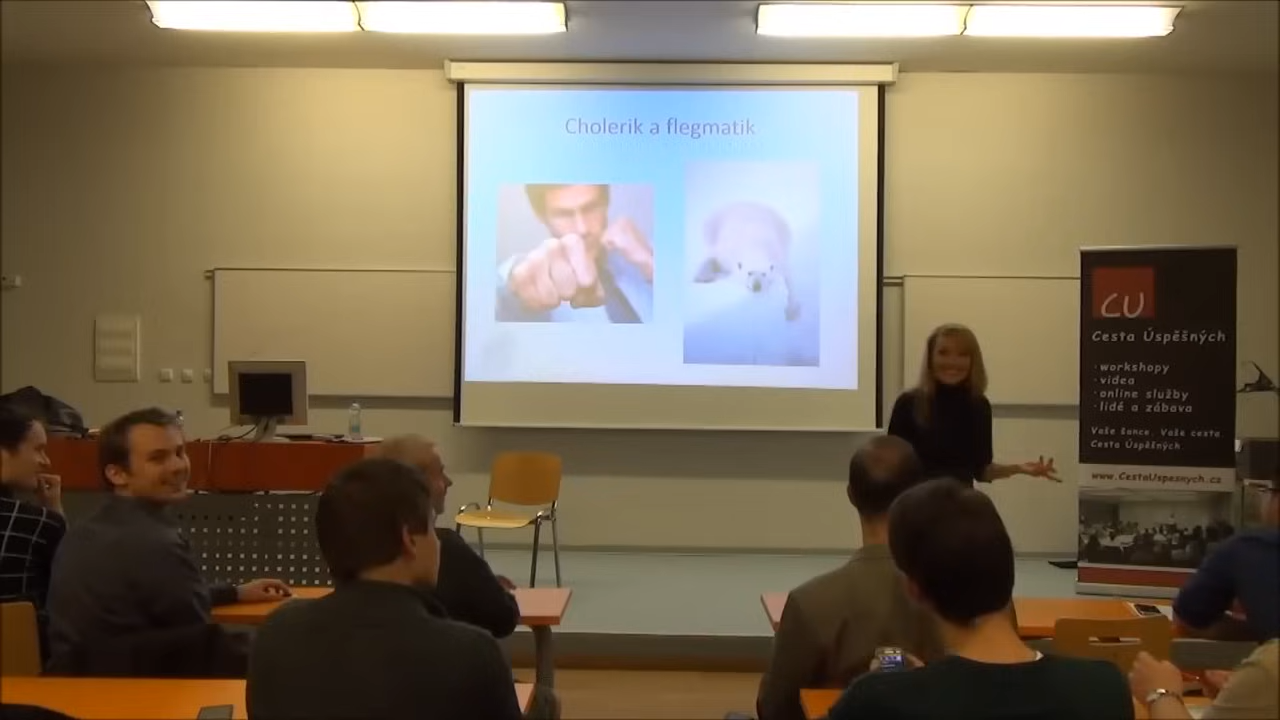 Cholerik a flegmatik
CU
Cesta Úspěšných
·workshopy
·videa
·online služby
·lidé a zábava
Vaše šance. Vaše cesta.
Cesta Úspěšných
www.CestaUspesnych.cz